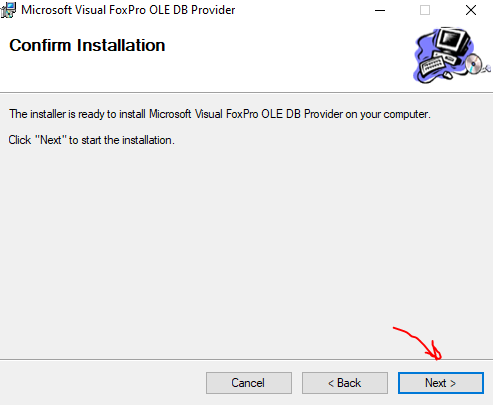 Microsoft Visual FoxPro OLE DB Provider
Confirm Installation
The installer is ready to install Microsoft Visual FoxPro OLE DB Provider on your computer.
Click "Next" to start the installation.
Cancel
< Back
Next >